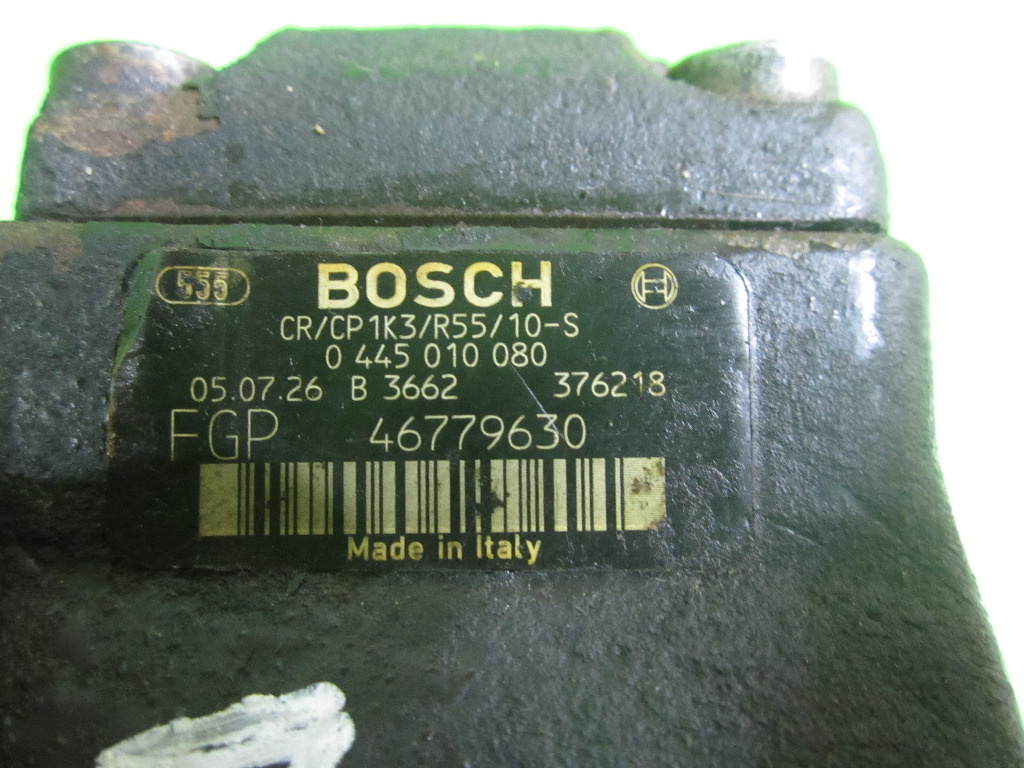 555 BOSCH
CR/CP1K3/R55/10-S
0 445 010 080
05.07.26 B 3662 376218
FGP 46779630
Made in Italy